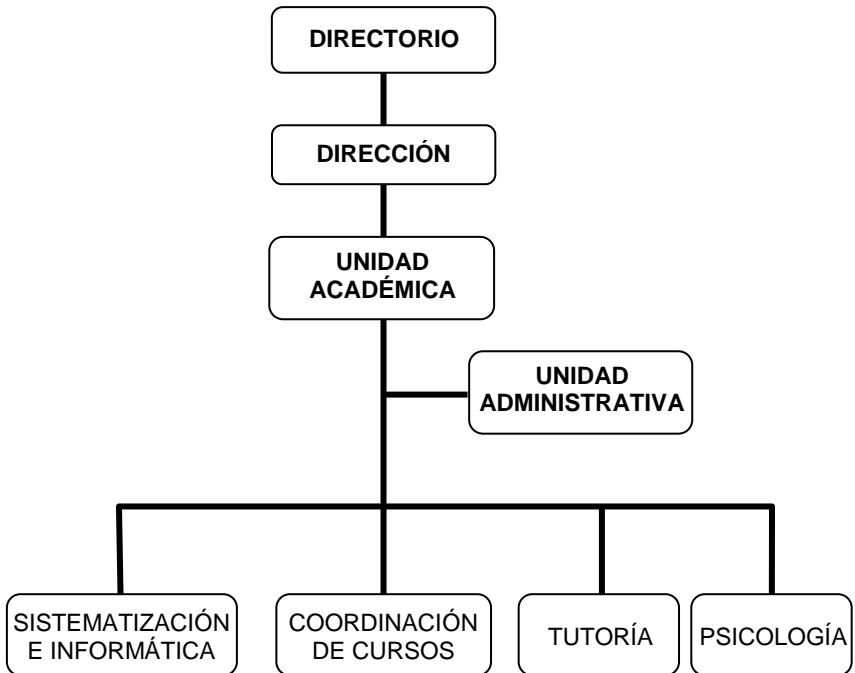 DIRECTORIO
DIRECCIÓN
UNIDAD
ACADÉMICA
UNIDAD
ADMINISTRATIVA
SISTEMATIZACIÓN
E INFORMÁTICA
COORDINACIÓN
DE CURSOS
TUTORÍA
PSICOLOGÍA